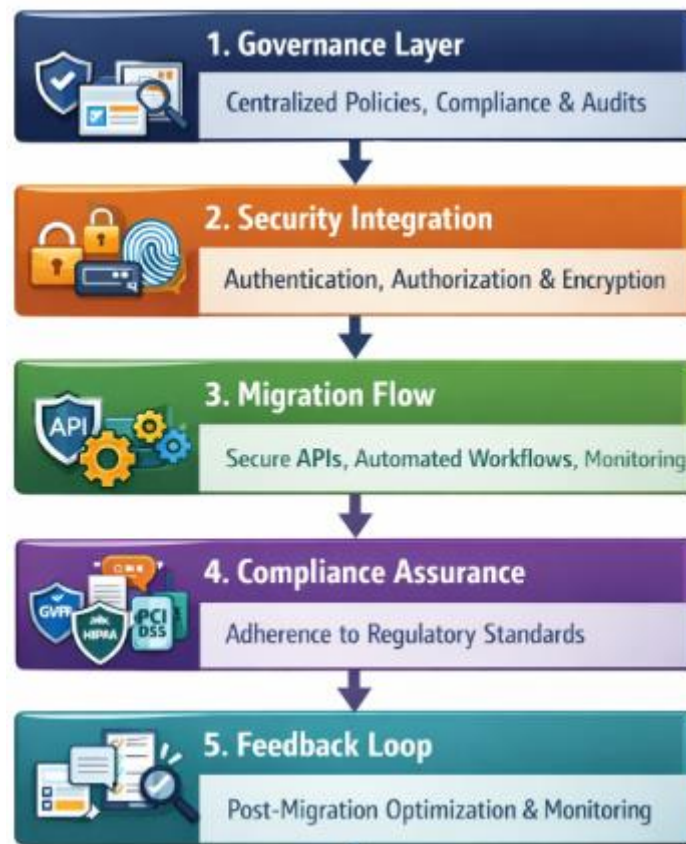 1. Governance Layer
Centralized Policies, Compliance & Audits
2. Security Integration
Authentication, Authorization & Encryption
3. Migration Flow
API
Secure APIs, Automated Workflows, Monitoring
4. Compliance Assurance
HIPAA
PCI
DSS
Adherence to Regulatory Standards
5. Feedback Loop
Post-Migration Optimization & Monitoring